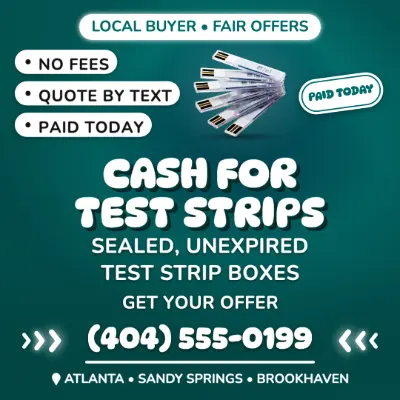 LOCAL BUYER • FAIR OFFERS
• NO FEES
• QUOTE BY TEXT
• PAID TODAY
PAID TODAY
CASH FOR
TEST STRIPS
SEALED, UNEXPIRED
TEST STRIP BOXES
GET YOUR OFFER
(404) 555-0199
ATLANTA • SANDY SPRINGS • BROOKHAVEN